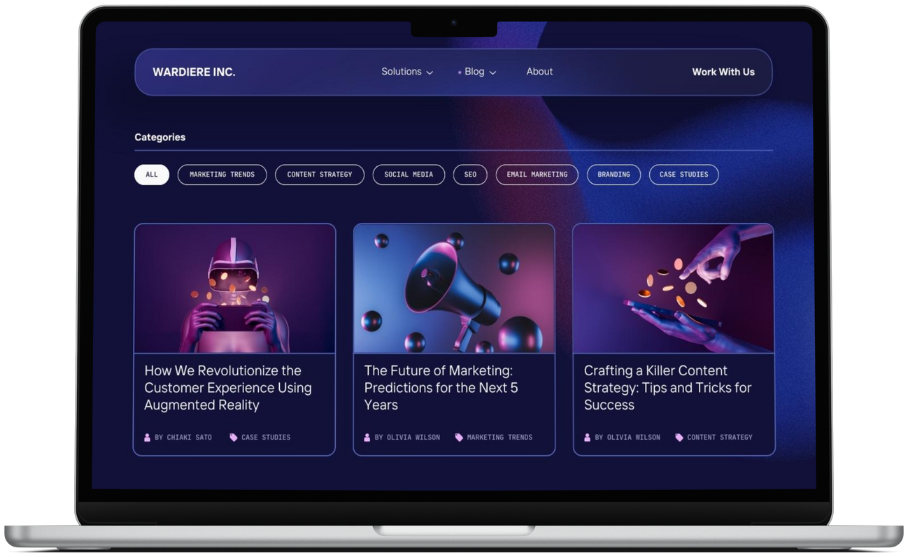 WARDIERE INC.
Solutions
Blog
About
Work With Us
Categories
ALL
MARKETING TRENDS
CONTENT STRATEGY
SOCIAL MEDIA
SEO
EMAIL MARKETING
BRANDING
CASE STUDIES
How We Revolutionize the
Customer Experience Using
Augmented Reality
BY CHIAKI SATO
CASE STUDIES
The Future of Marketing:
Predictions for the Next 5
Years
BY OLIVIA WILSON
MARKETING TRENDS
Crafting a Killer Content
Strategy: Tips and Tricks for
Success
BY OLIVIA WILSON
CONTENT STRATEGY